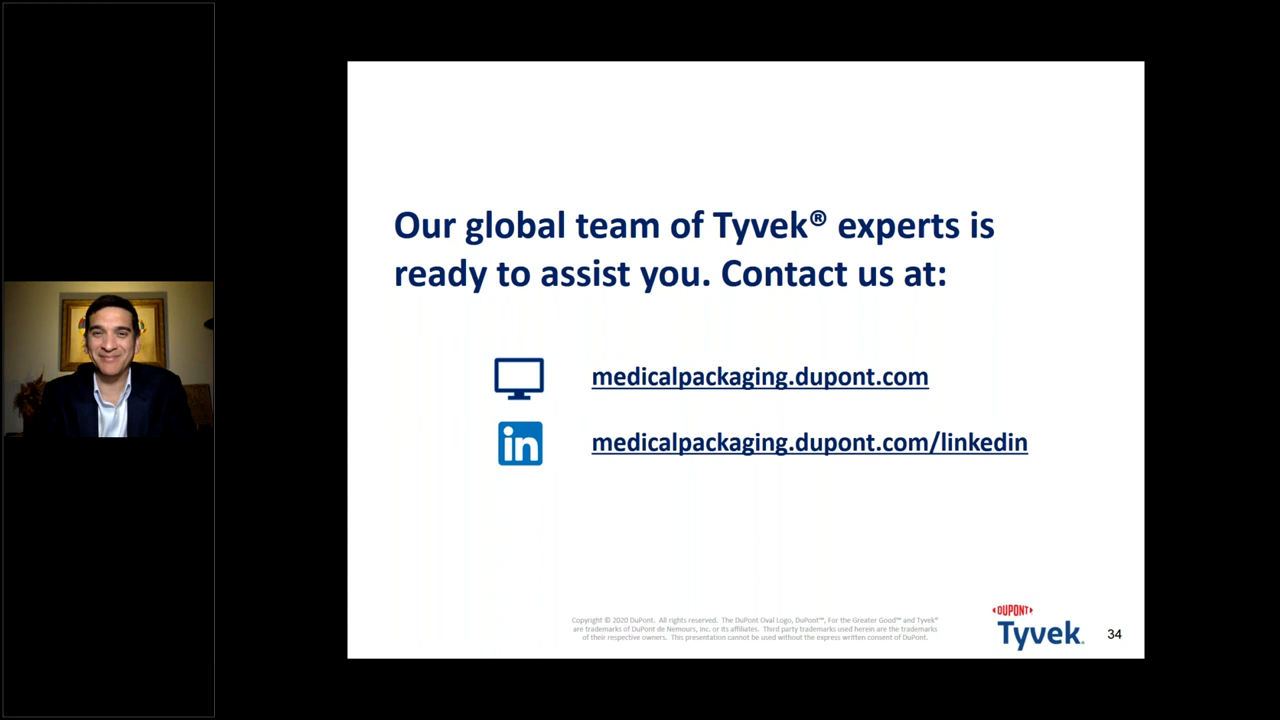 Our global team of Tyvek® experts is
ready to assist you. Contact us at:
medicalpackaging.dupont.com
in
medicalpackaging.dupont.com/linkedin
Copyright © 2020 DuPont. All rights reserved. The DuPont Oval Logo, DuPont™, For the Greater Good™ and Tyvek®
are trademarks of DuPont de Nemours, Inc. or its affiliates. Third party trademarks used herein are the trademarks
of their respective owners. This presentation cannot be used without the express written consent of DuPont.
DUPONT
Tyvek®
34